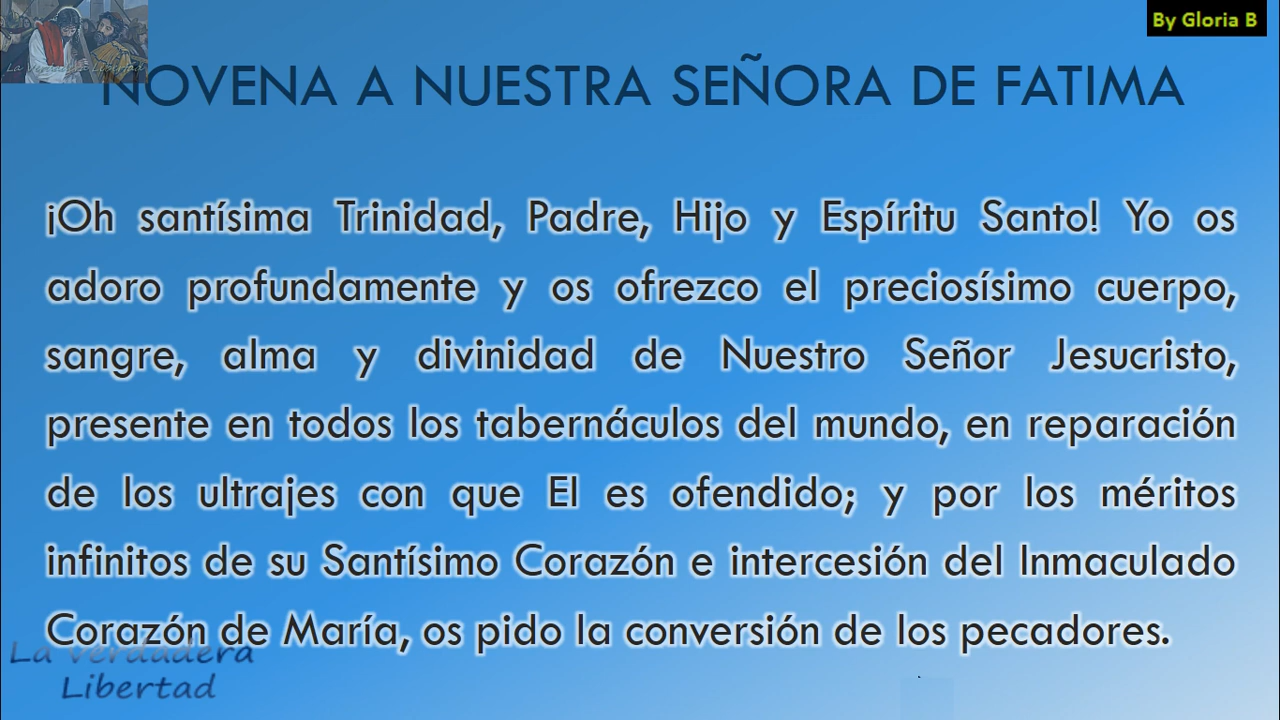 By Gloria B
La Verdadera Libertad
NOVENA A NUESTRA SEÑORA DE FATIMA
¡Oh santísima Trinidad, Padre, Hijo y Espíritu Santo! Yo os
adoro profundamente y os ofrezco el preciosísimo cuerpo,
sangre, alma y divinidad de Nuestro Señor Jesucristo,
presente en todos los tabernáculos del mundo, en reparación
de los ultrajes con que El es ofendido; y por los méritos
infinitos de su Santísimo Corazón e intercesión del Inmaculado
Corazón de María, os pido la conversión de los pecadores.
La verdadera
Libertad